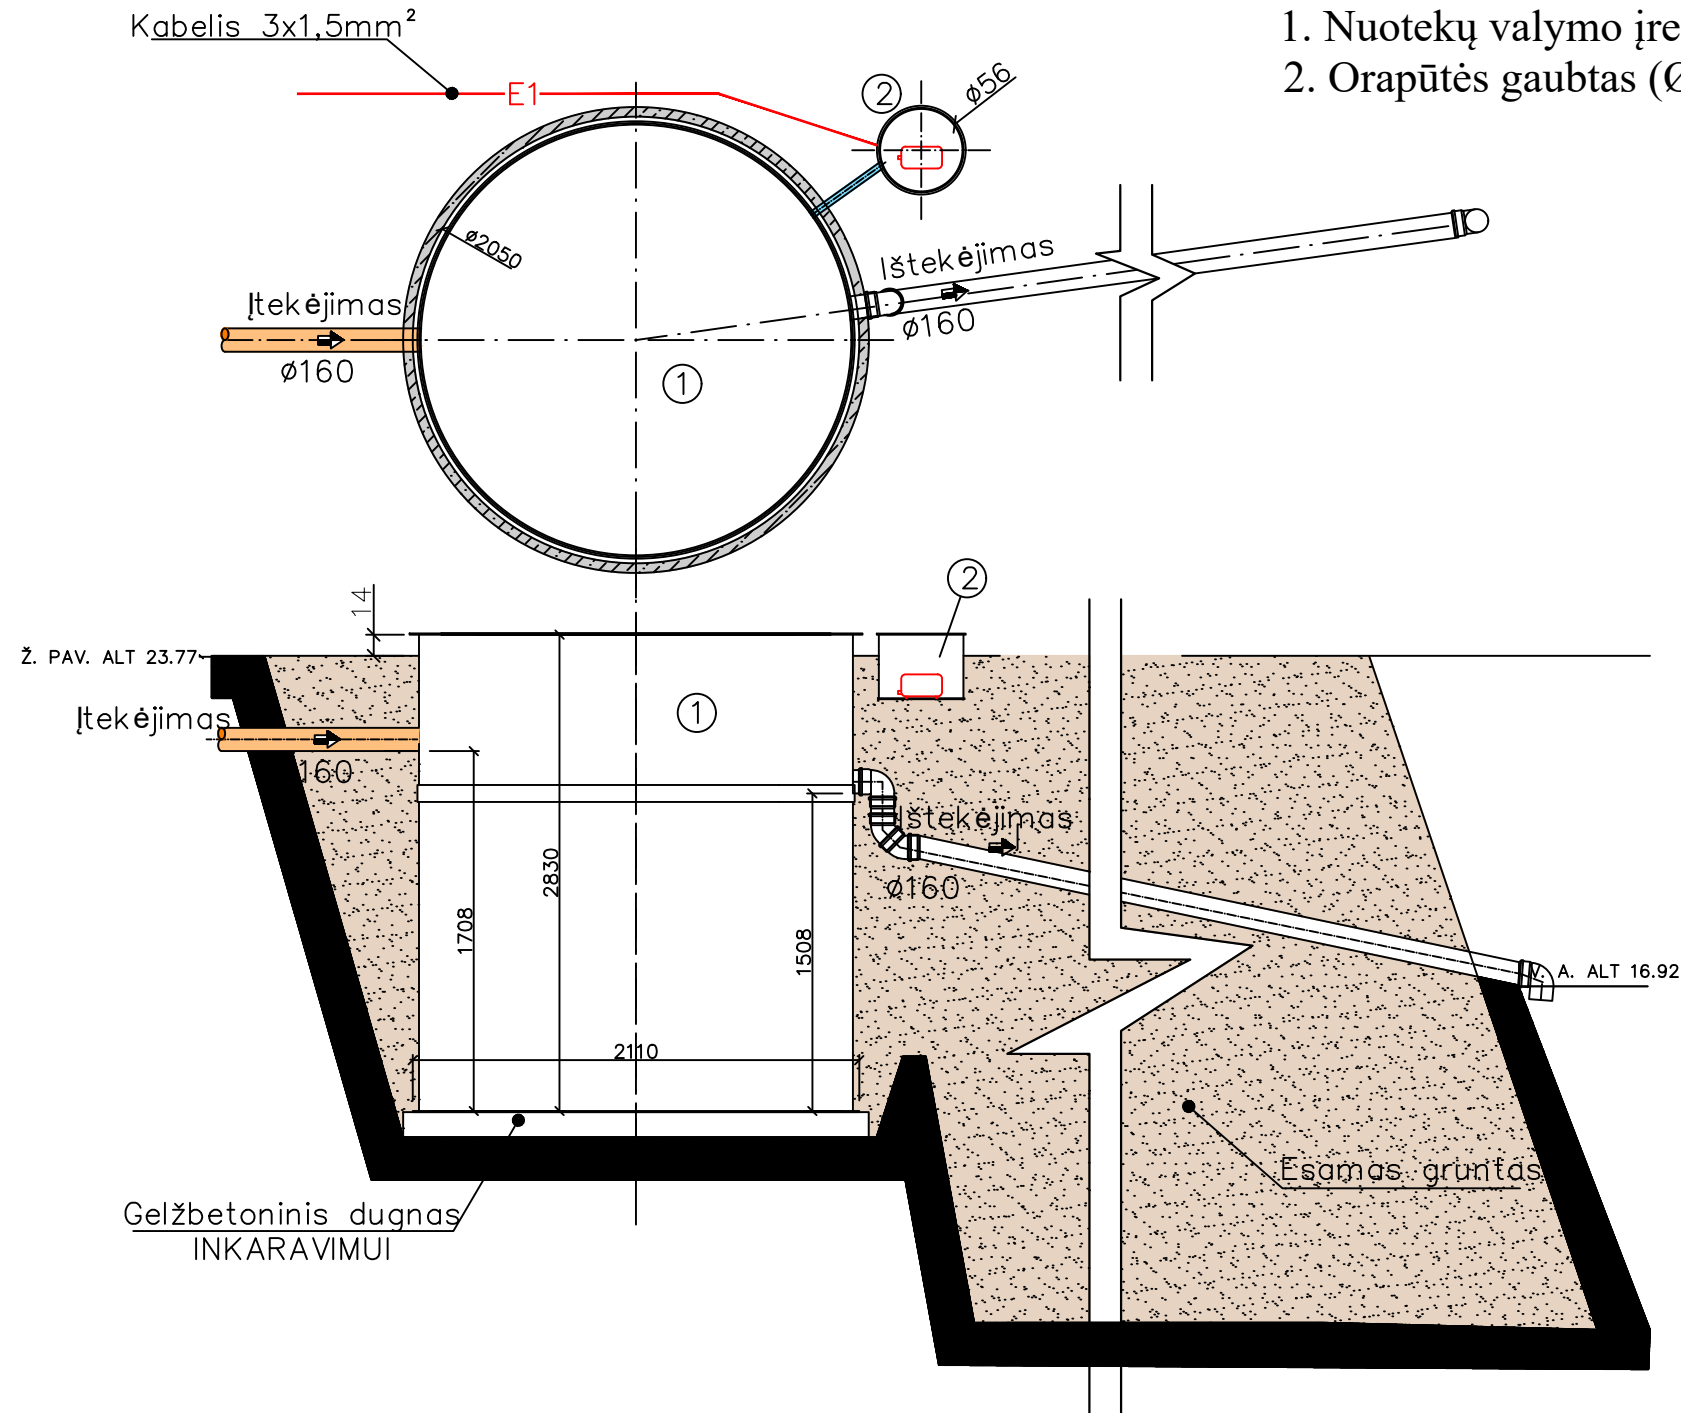 Kabelis 3x1,5mm²
1. Nuotekų valymo įre
2. Orapūtės gaubtas (Ø
E1
2
ø56
ø2050
Įtekėjimas
ø160
Ištekėjimas
ø160
1
14
2
Ž. PAV. ALT 23.77
Įtekėjimas
160
1
Ištekėjimas
ø160
2830
1708
1508
V. A. ALT 16.92
2110
Esamas gruntas
Gelžbetoninis dugnas
INKARAVIMUI